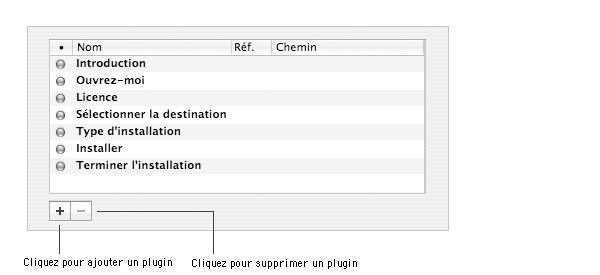 • Nom Réf. Chemin
Introduction
Ouvrez-moi
Licence
Sélectionner la destination
Type d'installation
Installer
Terminer l'installation
+ −
Cliquez pour ajouter un plugin Cliquez pour supprimer un plugin